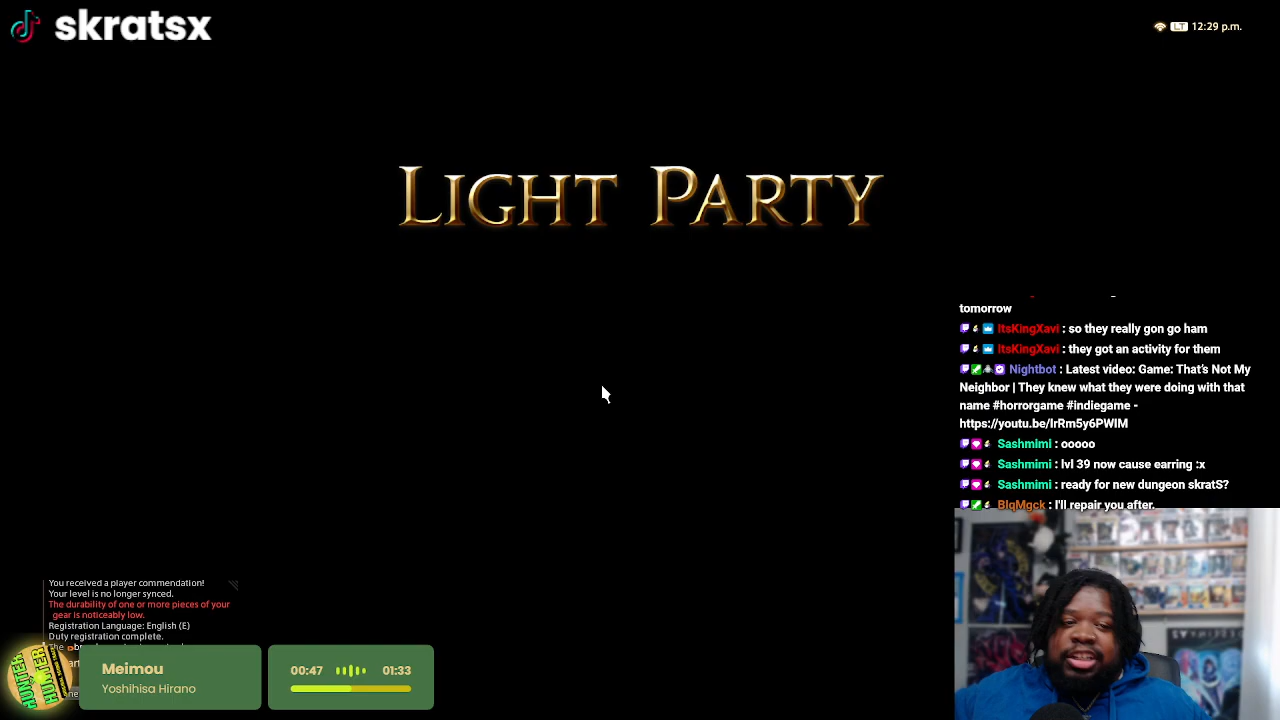 skratsx
LT 12:29 p.m.
LIGHT PARTY
tomorrow
ItsKingXavi : so they really gon go ham
ItsKingXavi : they got an activity for them
Nightbot : Latest video: Game: That's Not My
Neighbor | They knew what they were doing with that
name #horrorgame #indiegame -
https://youtu.be/IrRm5y6PWIM
Sashmimi : ooooo
Sashmimi : lvl 39 now cause earring :x
Sashmimi : ready for new dungeon skratS?
BlqMgck : I'll repair you after.
You received a player commendation!
Your level is no longer synced.
The durability of one or more pieces of your
gear is noticeably low.
Registration Language: English (E)
Duty registration complete.
Meimou
Yoshihisa Hirano
00:47 01:33
HUNTER
HUNTER